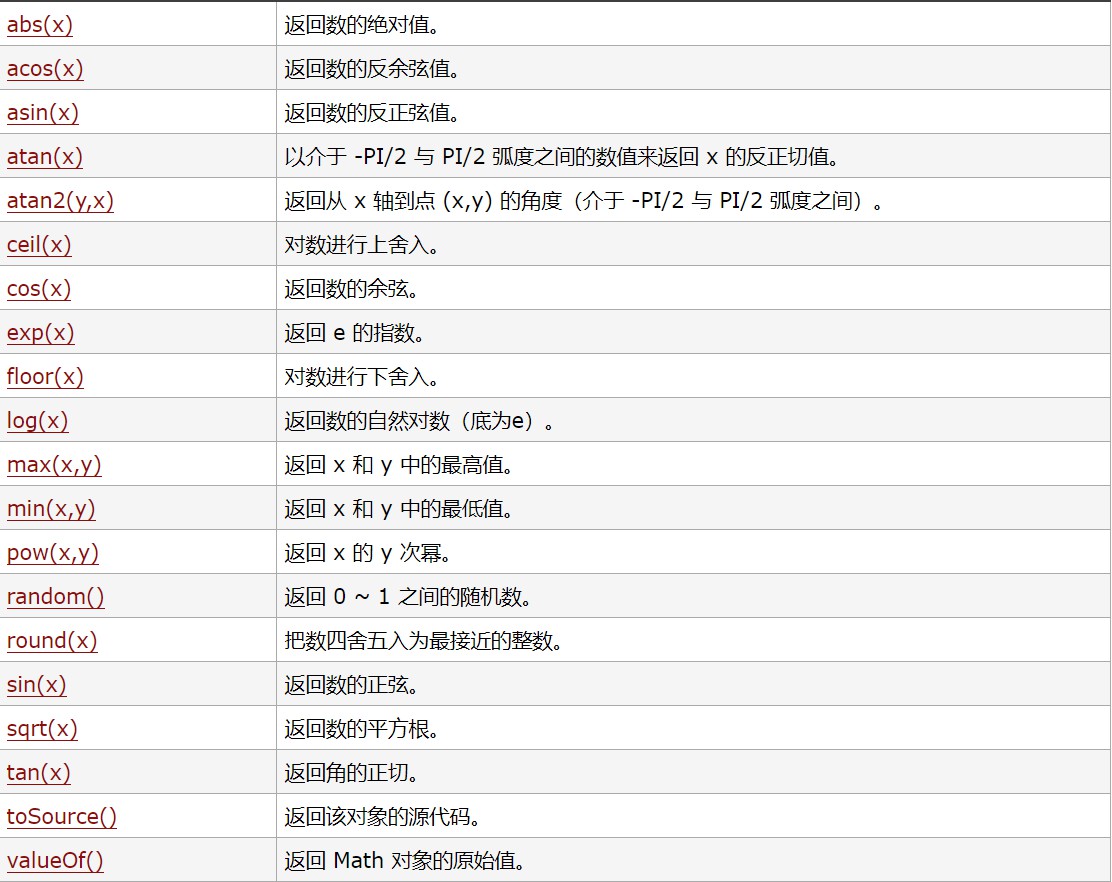 abs(x) 返回数的绝对值。
acos(x) 返回数的反余弦值。
asin(x) 返回数的反正弦值。
atan(x) 以介于 -PI/2 与 PI/2 弧度之间的数值来返回 x 的反正切值。
atan2(y,x) 返回从 x 轴到点 (x,y) 的角度（介于 -PI/2 与 PI/2 弧度之间）。
ceil(x) 对数进行上舍入。
cos(x) 返回数的余弦。
exp(x) 返回 e 的指数。
floor(x) 对数进行下舍入。
log(x) 返回数的自然对数（底为e）。
max(x,y) 返回 x 和 y 中的最高值。
min(x,y) 返回 x 和 y 中的最低值。
pow(x,y) 返回 x 的 y 次幂。
random() 返回 0 ~ 1 之间的随机数。
round(x) 把数四舍五入为最接近的整数。
sin(x) 返回数的正弦。
sqrt(x) 返回数的平方根。
tan(x) 返回角的正切。
toSource() 返回该对象的源代码。
valueOf() 返回 Math 对象的原始值。